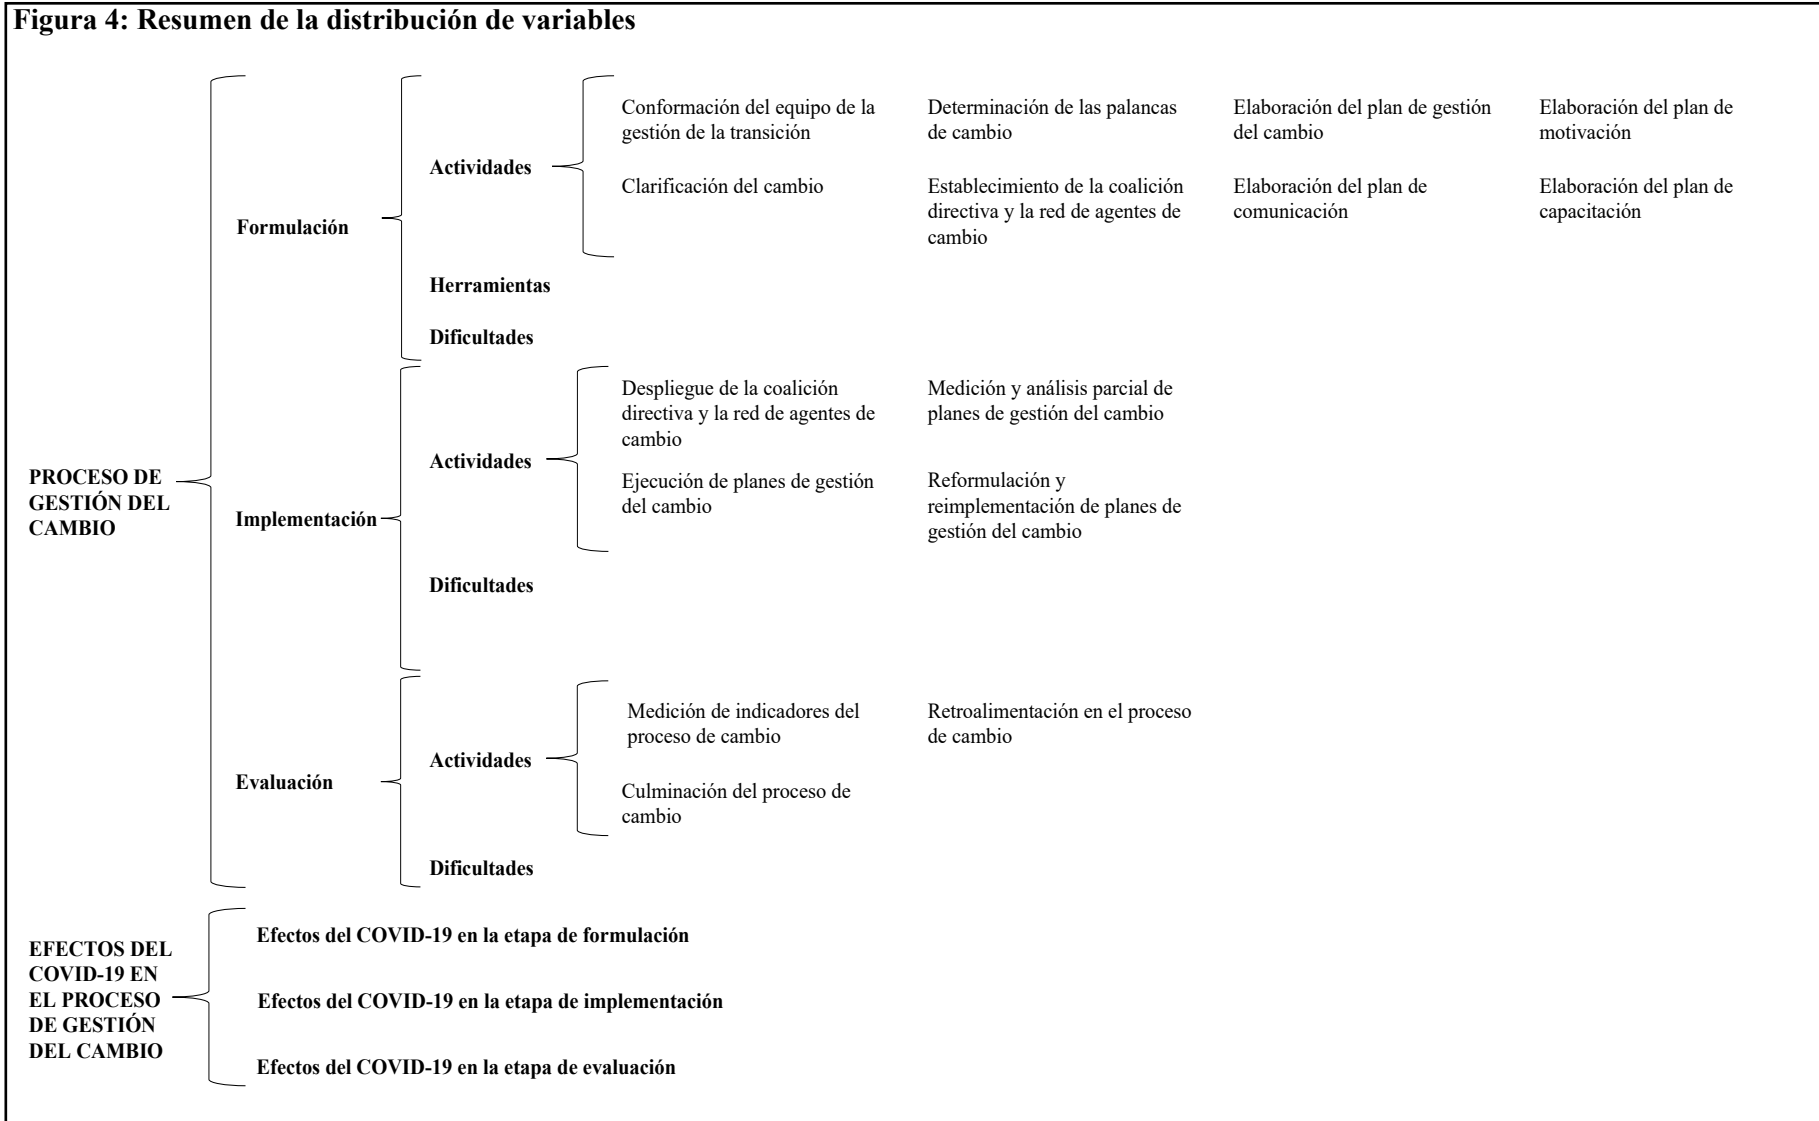 Figura 4: Resumen de la distribución de variables
PROCESO DE
GESTIÓN DEL
CAMBIO
Formulación
Actividades
Conformación del equipo de la
gestión de la transición
Determinación de las palancas
de cambio
Elaboración del plan de gestión
del cambio
Elaboración del plan de
motivación
Clarificación del cambio
Establecimiento de la coalición
directiva y la red de agentes de
cambio
Elaboración del plan de
comunicación
Elaboración del plan de
capacitación
Herramientas
Dificultades
Implementación
Actividades
Despliegue de la coalición
directiva y la red de agentes de
cambio
Medición y análisis parcial de
planes de gestión del cambio
Ejecución de planes de gestión
del cambio
Reformulación y
reimplementación de planes de
gestión del cambio
Dificultades
Evaluación
Actividades
Medición de indicadores del
proceso de cambio
Retroalimentación en el proceso
de cambio
Culminación del proceso de
cambio
Dificultades
EFECTOS DEL
COVID-19 EN
EL PROCESO
DE GESTIÓN
DEL CAMBIO
Efectos del COVID-19 en la etapa de formulación
Efectos del COVID-19 en la etapa de implementación
Efectos del COVID-19 en la etapa de evaluación